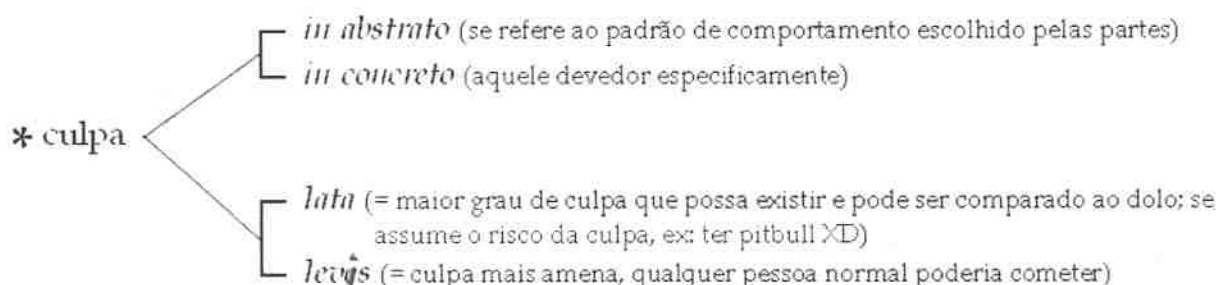 in abstrato (se refere ao padrão de comportamento escolhido pelas partes)
in concreto (aquele devedor especificamente)
* culpa
lata (= maior grau de culpa que possa existir e pode ser comparado ao dolo; se
assume o risco da culpa, ex: ter pitbull XD)
(= culpa mais amena, qualquer pessoa normal poderia cometer)